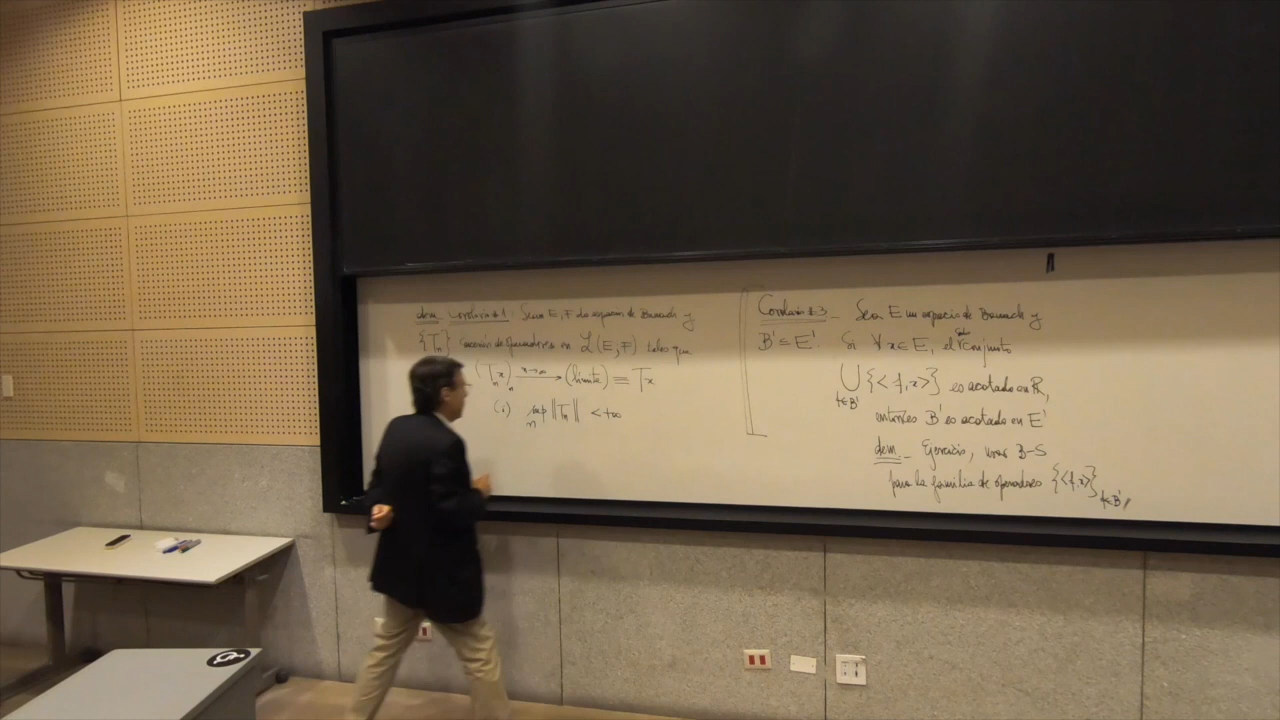 dem Corolario #1: Sean E, F dos espacios de Banach y
{Tn} sucesión de operadores en L(E, F) tales que
(Tn x)n n→∞ (límite) ≡ Tx
(i) sup n ‖Tn‖ < +∞
Corolario #3 _ Sea E un espacio de Banach y
B' ⊆ E'. Si ∀ x ∈ E, el conjunto
∪ f∈B' {<f,x>} es acotado en ℝ,
entonces B' es acotado en E'
dem _ Ejercicio, usar B-S
para la familia de operadores {<f,x>} f∈B' //